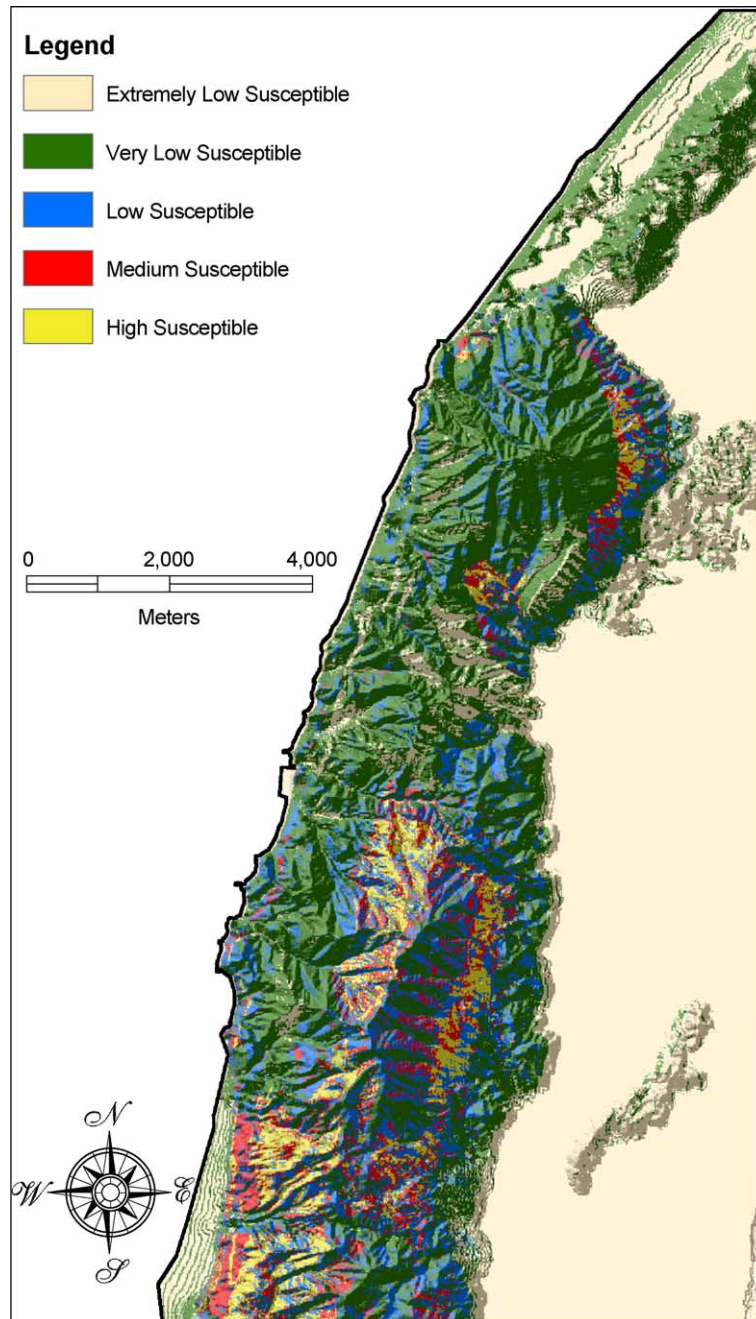 Legend
Extremely Low Susceptible
Very Low Susceptible
Low Susceptible
Medium Susceptible
High Susceptible
0 2,000 4,000
Meters
N
W E
S